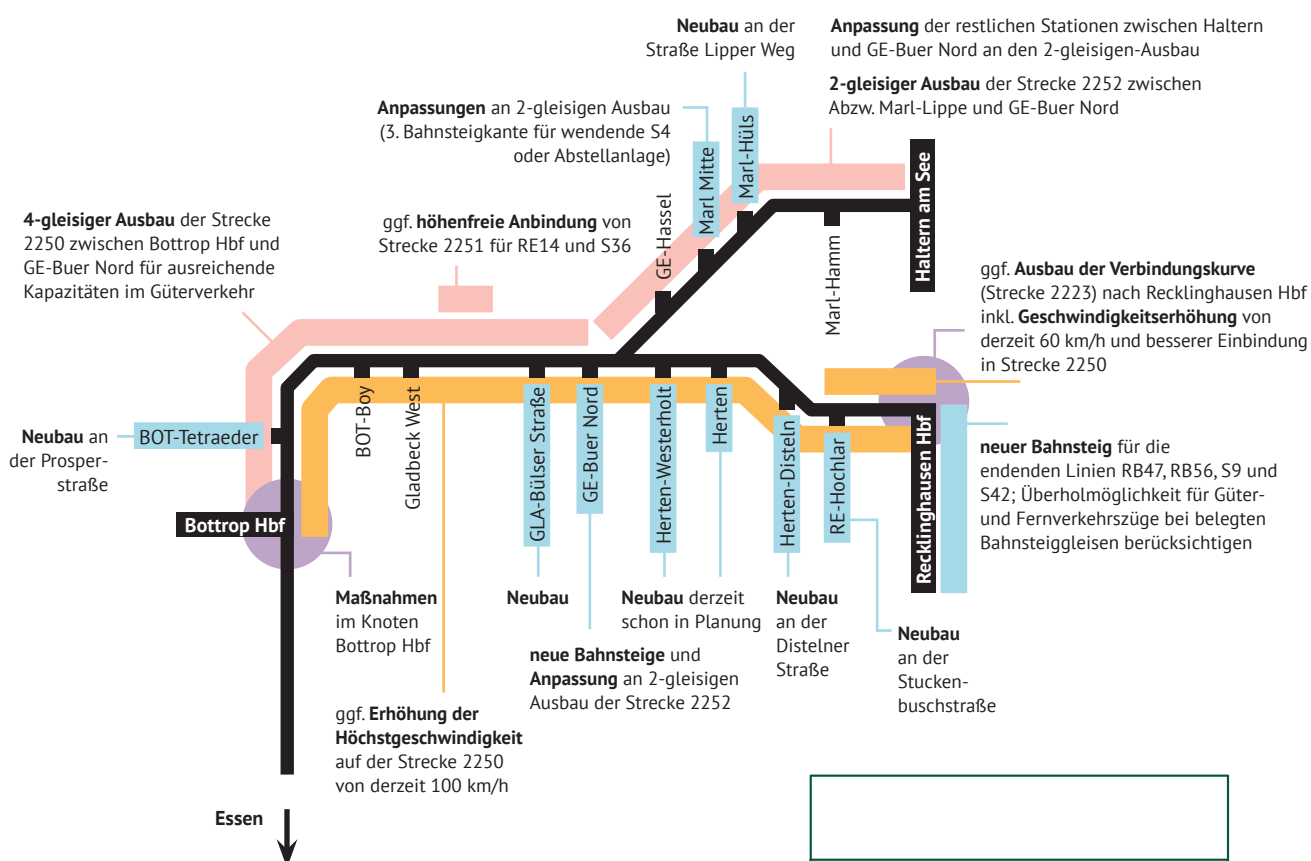 Neubau an der
Straße Lipper Weg
Anpassung der restlichen Stationen zwischen Haltern
und GE-Buer Nord an den 2-gleisigen-Ausbau
2-gleisiger Ausbau der Strecke 2252 zwischen
Abzw. Marl-Lippe und GE-Buer Nord
Anpassungen an 2-gleisigen Ausbau
(3. Bahnsteigkante für wendende S4
oder Abstellanlage)
4-gleisiger Ausbau der Strecke
2250 zwischen Bottrop Hbf und
GE-Buer Nord für ausreichende
Kapazitäten im Güterverkehr
ggf. höhenfreie Anbindung von
Strecke 2251 für RE14 und S36
GE-Hassel
Marl Mitte
Marl-Hüls
Marl-Hamm
Haltern am See
ggf. Ausbau der Verbindungskurve
(Strecke 2223) nach Recklinghausen Hbf
inkl. Geschwindigkeitserhöhung von
derzeit 60 km/h und besserer Einbindung
in Strecke 2250
Neubau an
der Prosper-
straße
BOT-Tetraeder
Bottrop Hbf
BOT-Boy
Gladbeck West
GLA-Bülser Straße
GE-Buer Nord
Herten-Westerholt
Herten
Herten-Disteln
RE-Hochlar
Recklinghausen Hbf
neuer Bahnsteig für die
endenden Linien RB47, RB56, S9 und
S42; Überholmöglichkeit für Güter-
und Fernverkehrszüge bei belegten
Bahnsteiggleisen berücksichtigen
Maßnahmen
im Knoten
Bottrop Hbf
Neubau
Neubau derzeit
schon in Planung
Neubau
an der
Distelner
Straße
Neubau
an der
Stucken-
buschstraße
neue Bahnsteige und
Anpassung an 2-gleisigen
Ausbau der Strecke 2252
ggf. Erhöhung der
Höchstgeschwindigkeit
auf der Strecke 2250
von derzeit 100 km/h
Essen